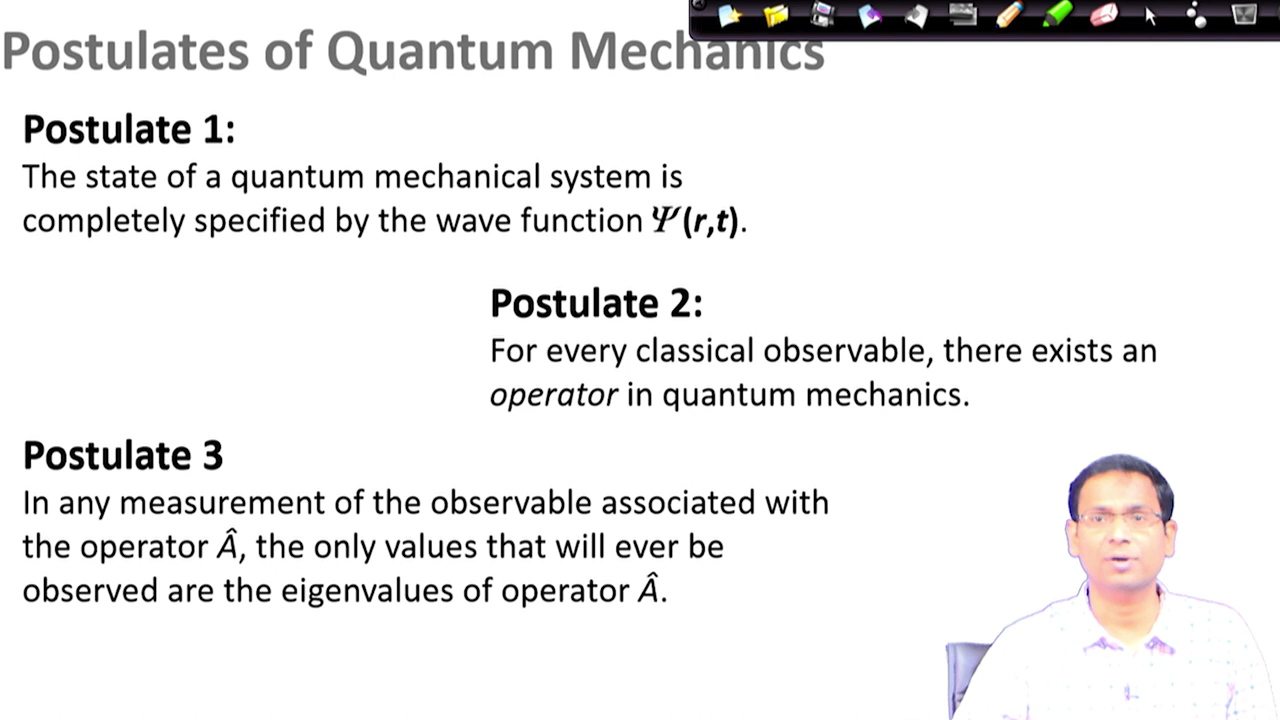 Postulates of Quantum Mechanics
Postulate 1:
The state of a quantum mechanical system is
completely specified by the wave function Ψ(r,t).
Postulate 2:
For every classical observable, there exists an
operator in quantum mechanics.
Postulate 3
In any measurement of the observable associated with
the operator Â, the only values that will ever be
observed are the eigenvalues of operator Â.